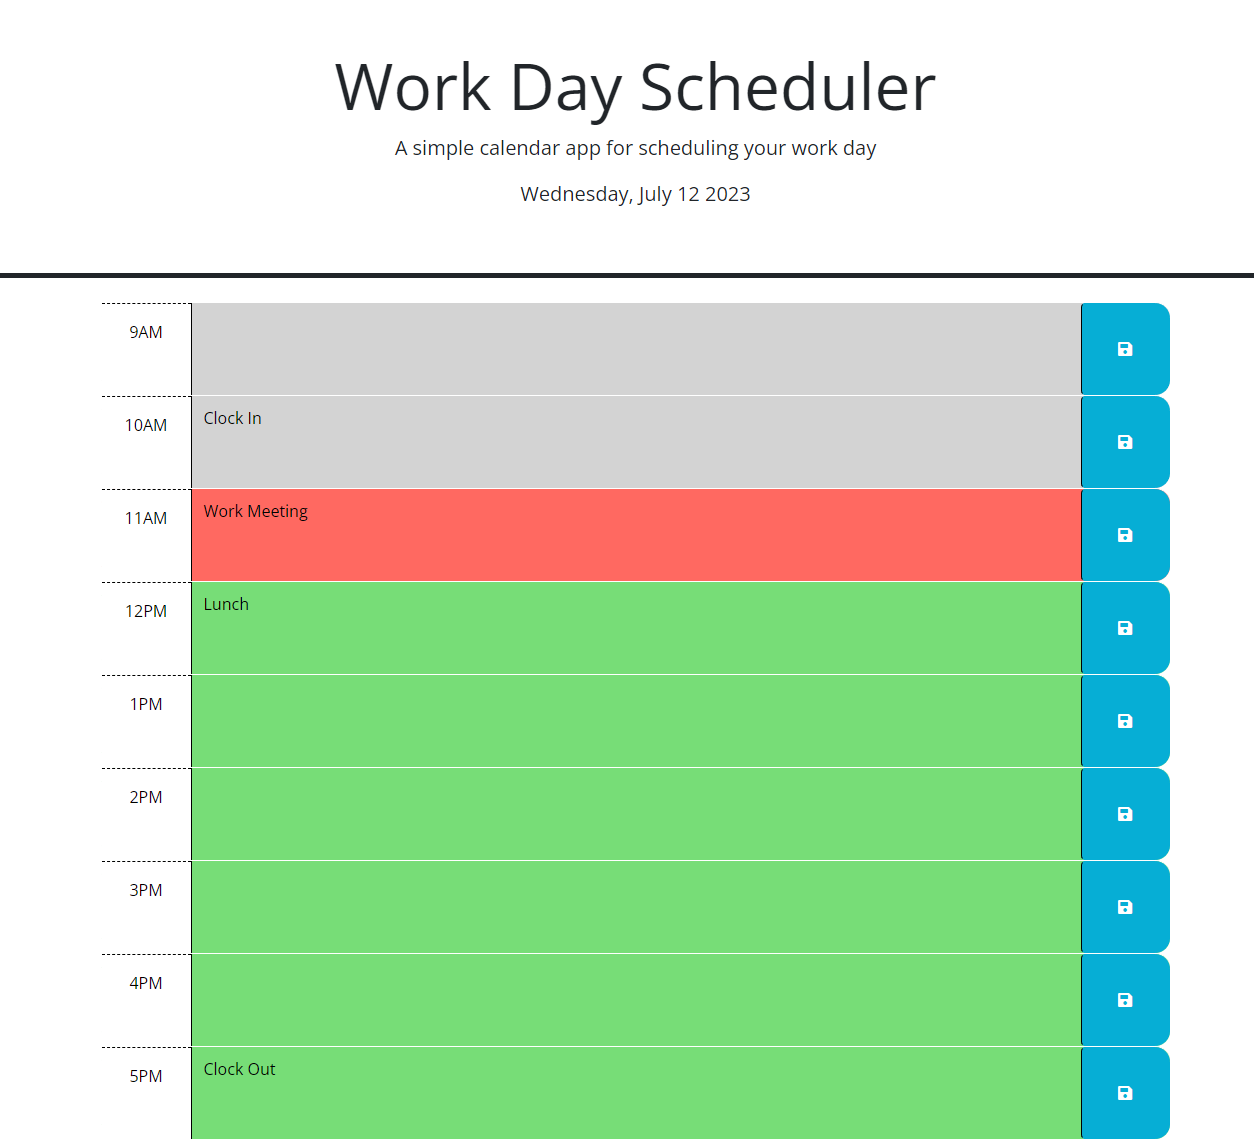 Work Day Scheduler
A simple calendar app for scheduling your work day
Wednesday, July 12 2023
9AM
10AM
Clock In
11AM
Work Meeting
12PM
Lunch
1PM
2PM
3PM
4PM
5PM
Clock Out